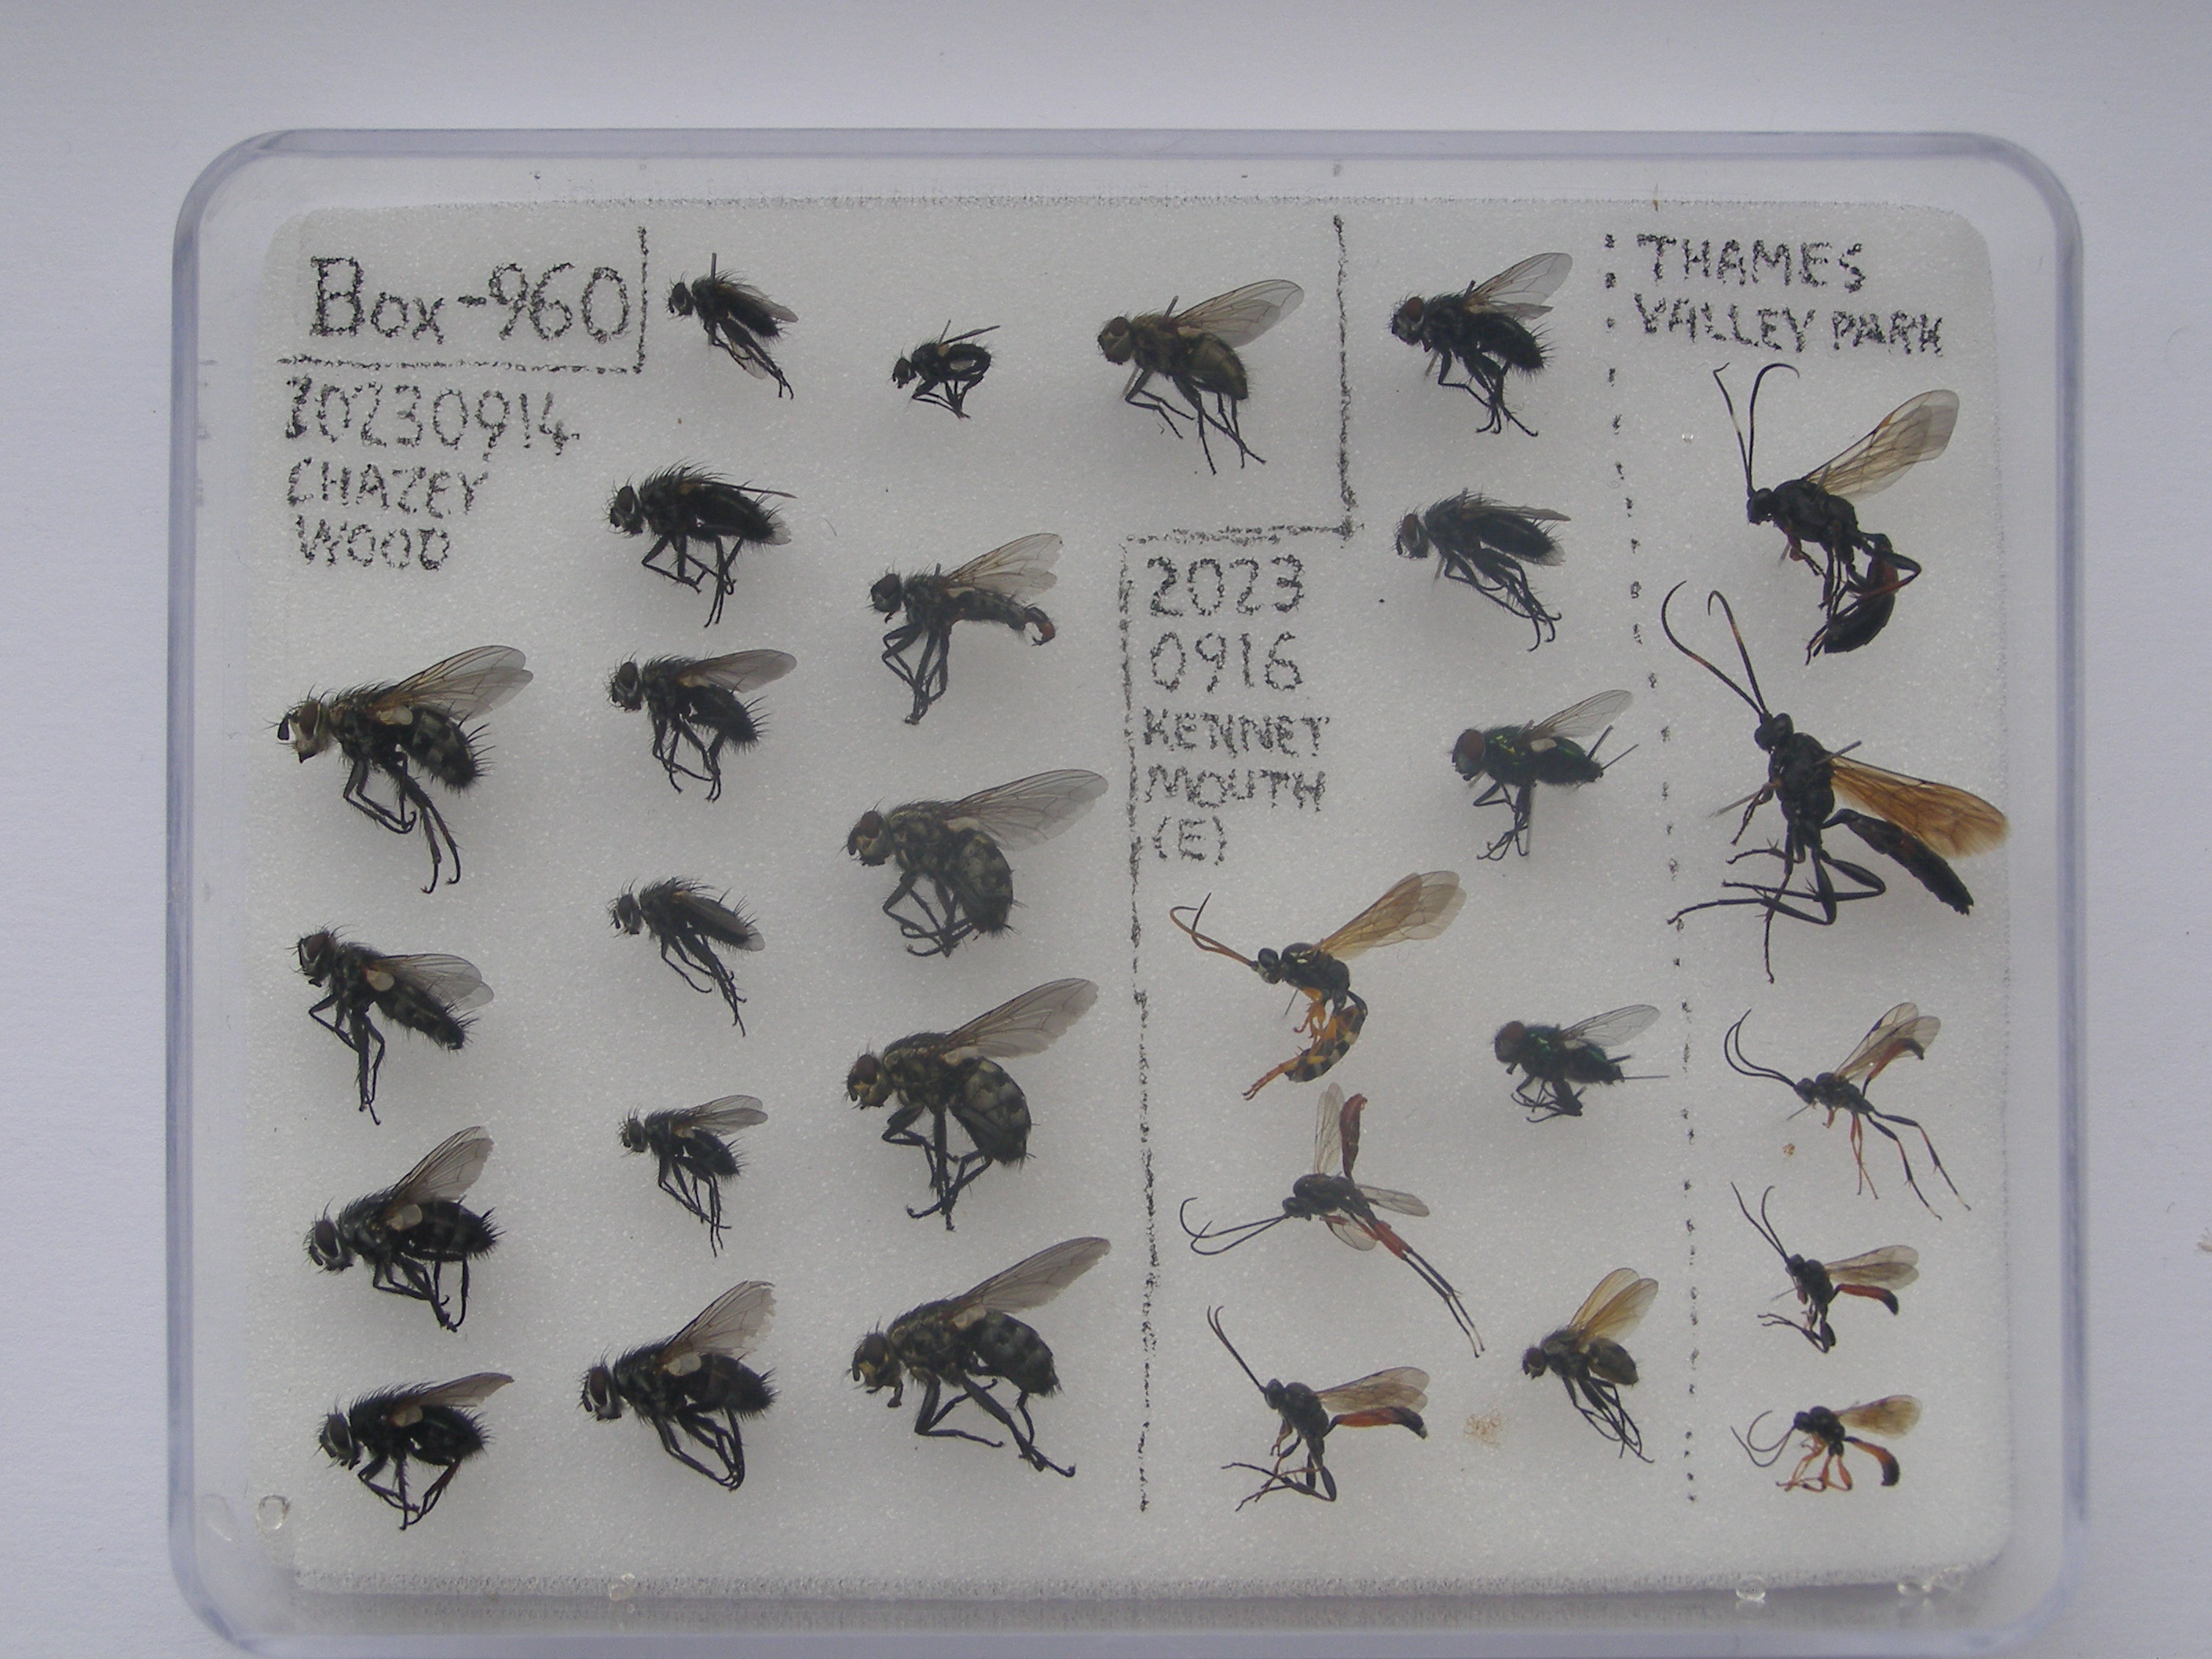 Box-960
20230914
CHAZEY
WOOD
2023
0916
KENNET
MOUTH
(E)
THAMES
VALLEY PARK